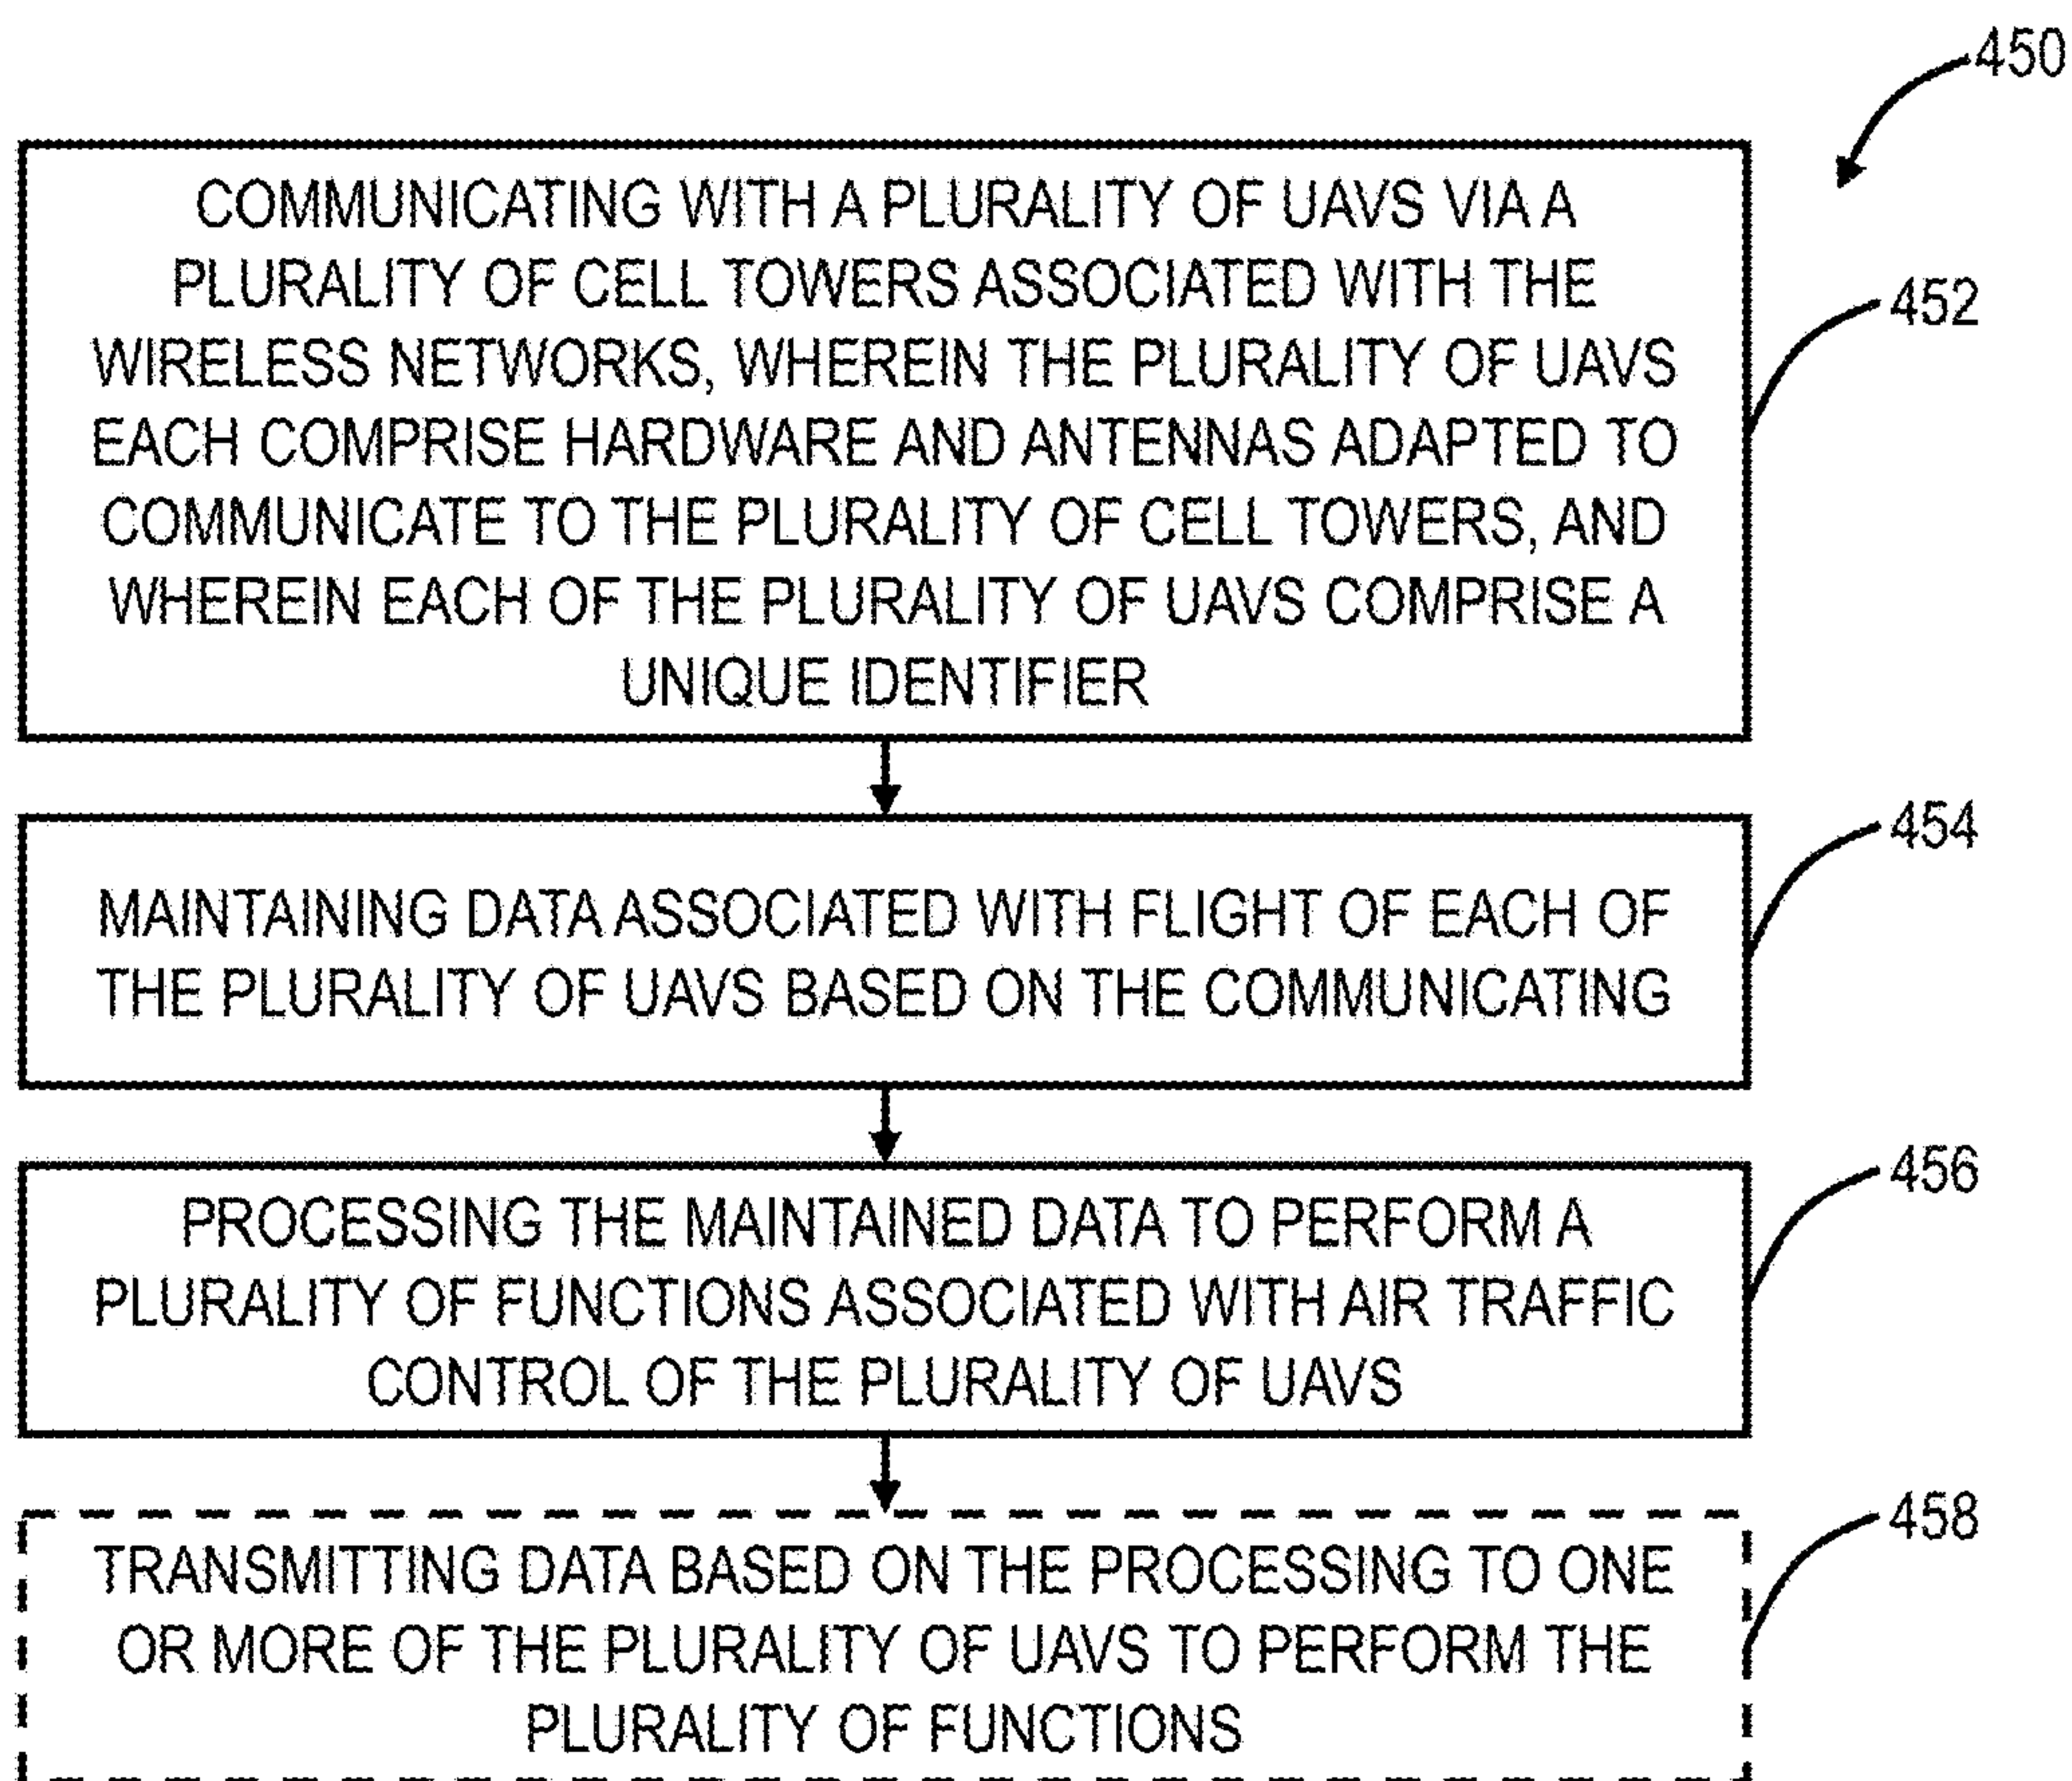 450
COMMUNICATING WITH A PLURALITY OF UAVS VIA A
PLURALITY OF CELL TOWERS ASSOCIATED WITH THE
WIRELESS NETWORKS, WHEREIN THE PLURALITY OF UAVS
EACH COMPRISE HARDWARE AND ANTENNAS ADAPTED TO
COMMUNICATE TO THE PLURALITY OF CELL TOWERS, AND
WHEREIN EACH OF THE PLURALITY OF UAVS COMPRISE A
UNIQUE IDENTIFIER
452
MAINTAINING DATA ASSOCIATED WITH FLIGHT OF EACH OF
THE PLURALITY OF UAVS BASED ON THE COMMUNICATING
454
PROCESSING THE MAINTAINED DATA TO PERFORM A
PLURALITY OF FUNCTIONS ASSOCIATED WITH AIR TRAFFIC
CONTROL OF THE PLURALITY OF UAVS
456
TRANSMITTING DATA BASED ON THE PROCESSING TO ONE
OR MORE OF THE PLURALITY OF UAVS TO PERFORM THE
PLURALITY OF FUNCTIONS
458